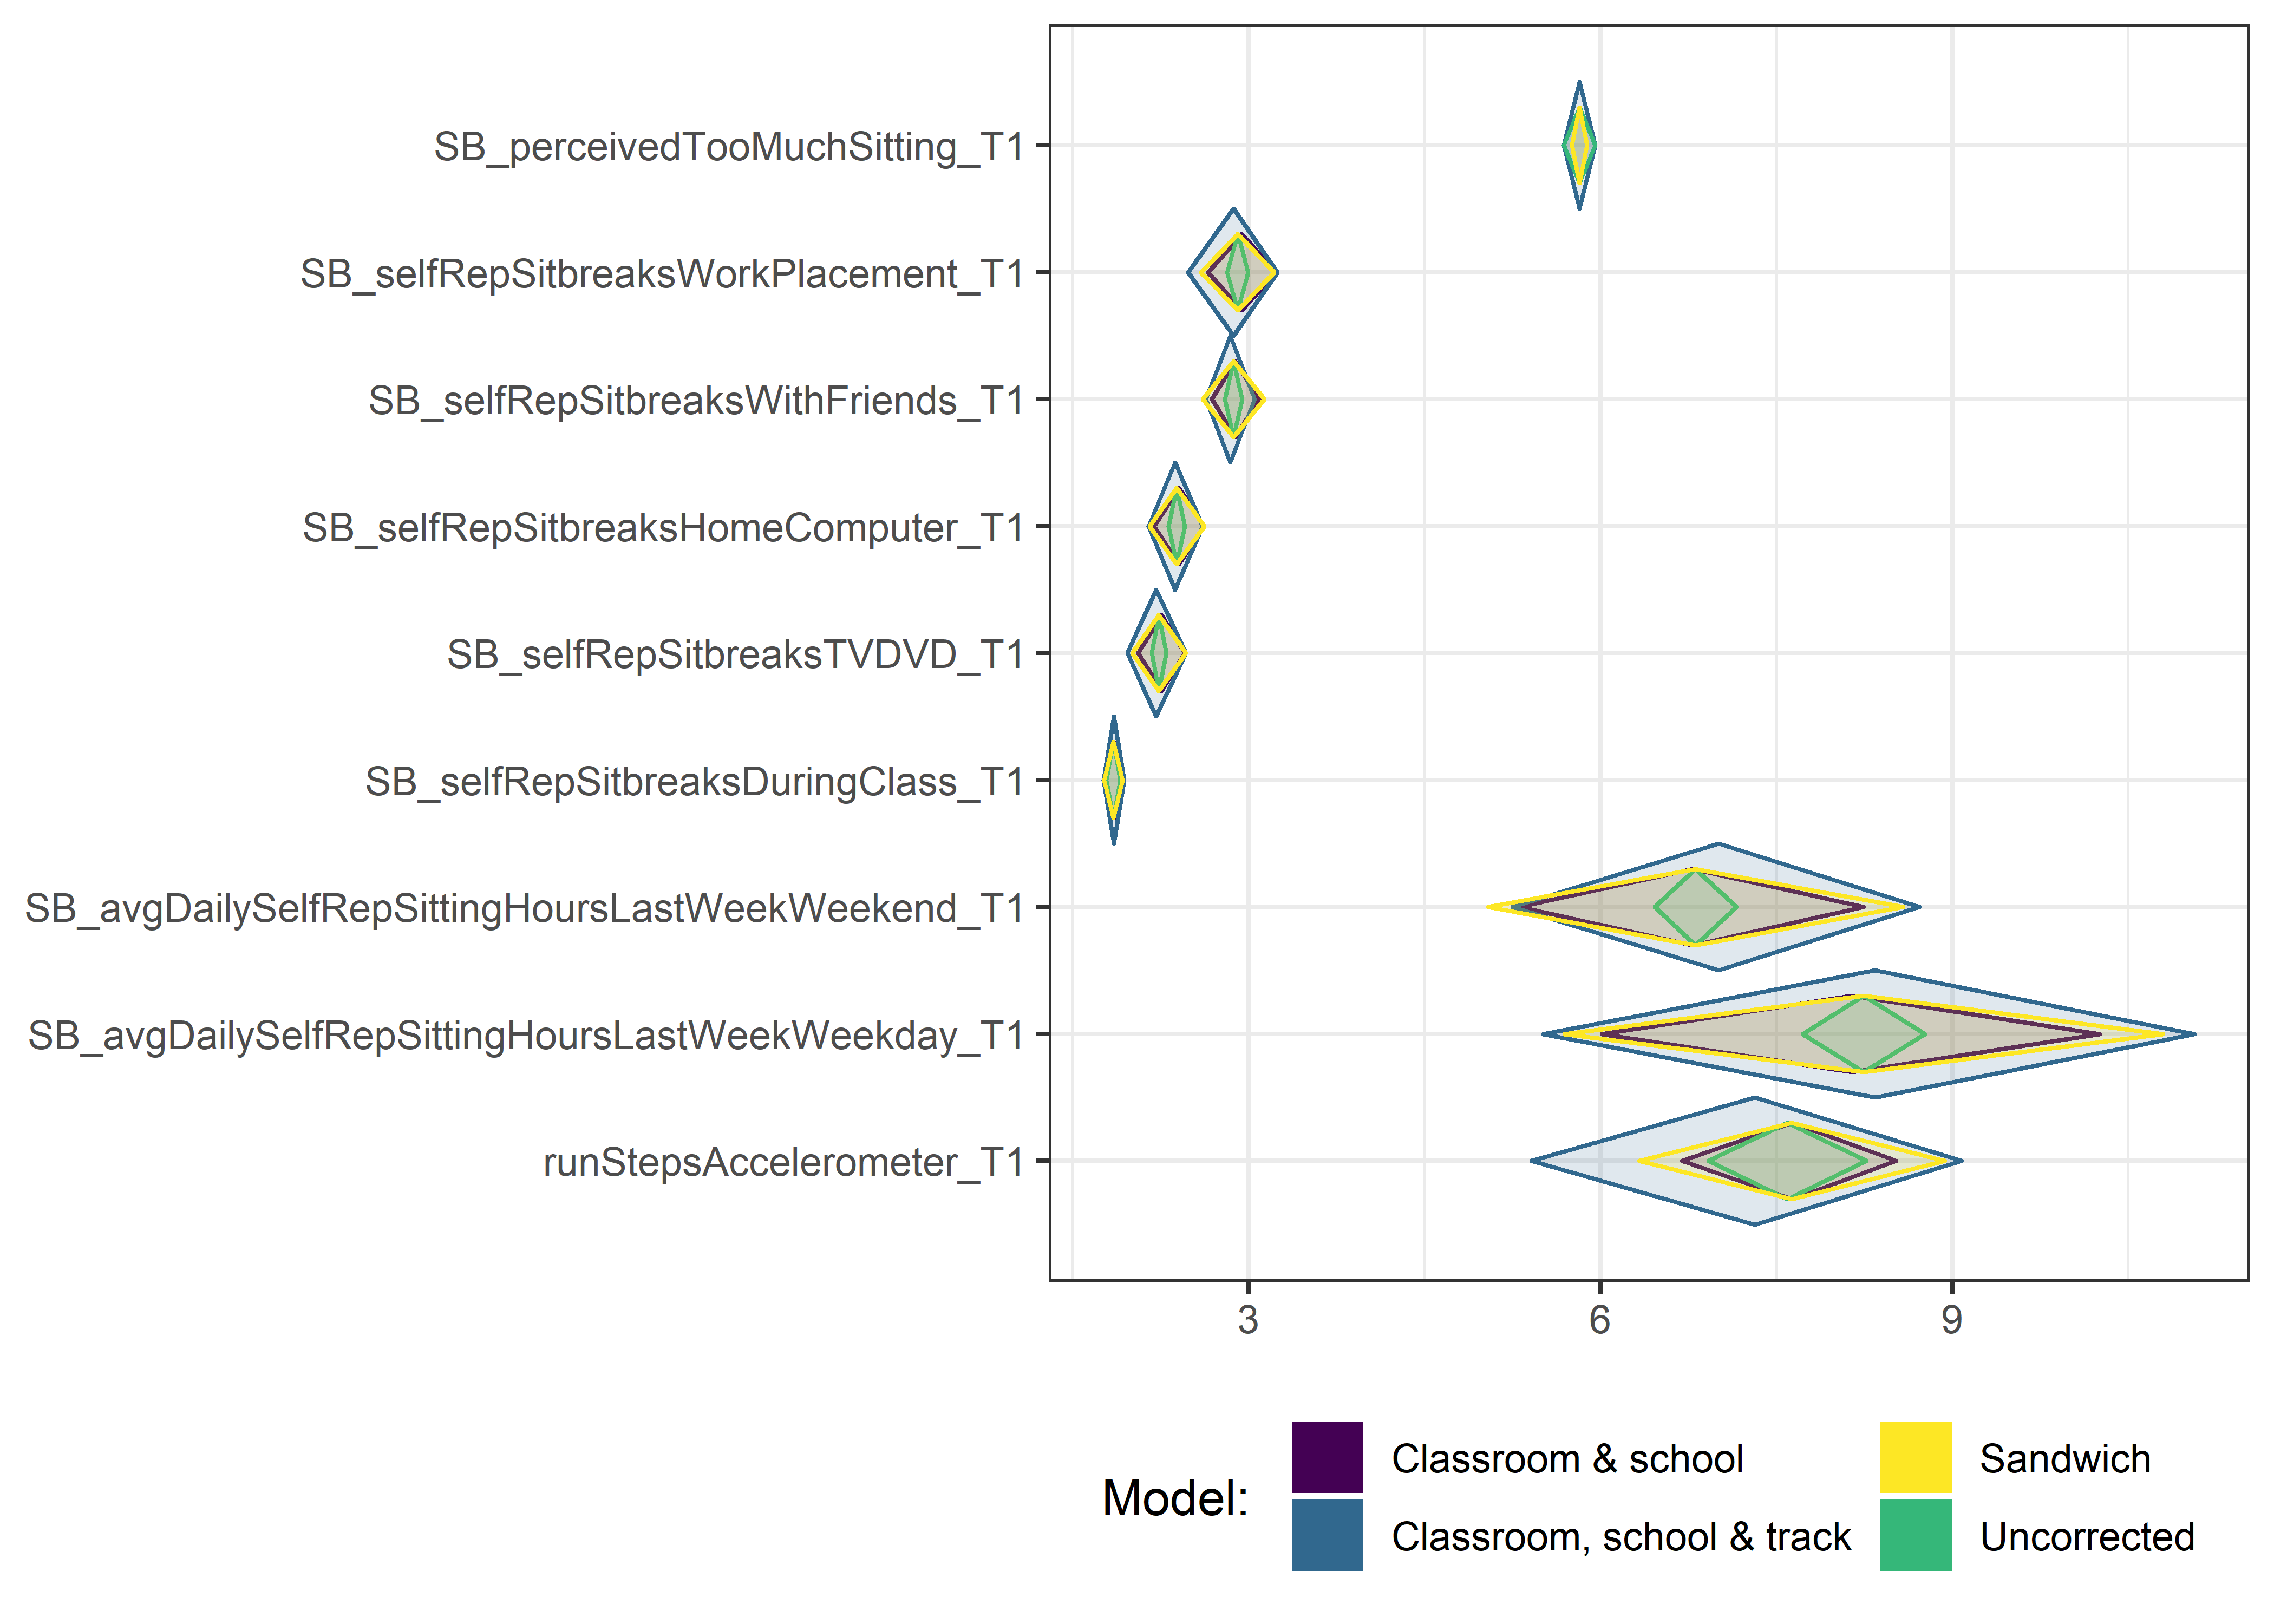 SB_perceivedTooMuchSitting_T1
SB_selfRepSitbreaksWorkPlacement_T1
SB_selfRepSitbreaksWithFriends_T1
SB_selfRepSitbreaksHomeComputer_T1
SB_selfRepSitbreaksTVDVD_T1
SB_selfRepSitbreaksDuringClass_T1
SB_avgDailySelfRepSittingHoursLastWeekWeekend_T1
SB_avgDailySelfRepSittingHoursLastWeekWeekday_T1
runStepsAccelerometer_T1
3 6 9
Model:
Classroom & school
Classroom, school & track
Sandwich
Uncorrected